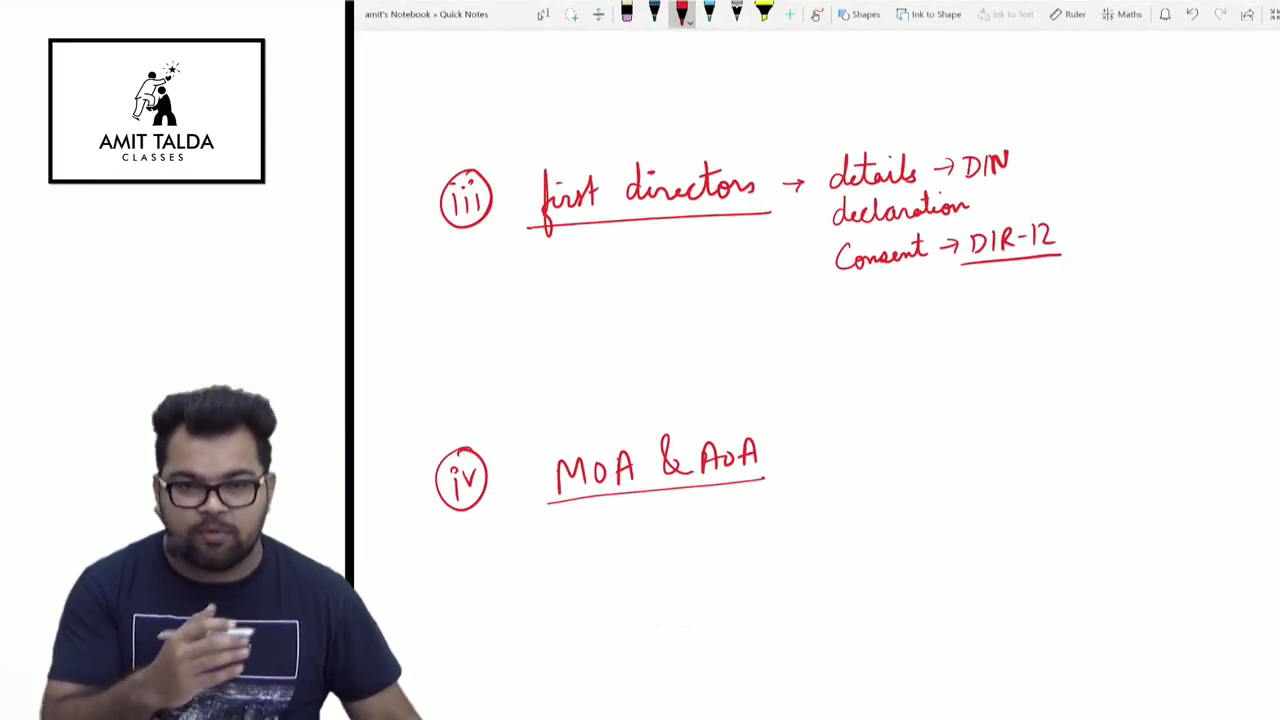 amit's Notebook » Quick Notes
Shapes
Ink to Shape
Ink to Text
Ruler
Maths
AMIT TALDA
CLASSES
iii first directors → details → DIN
declaration
Consent → DIR-12
iv MOA & AOA